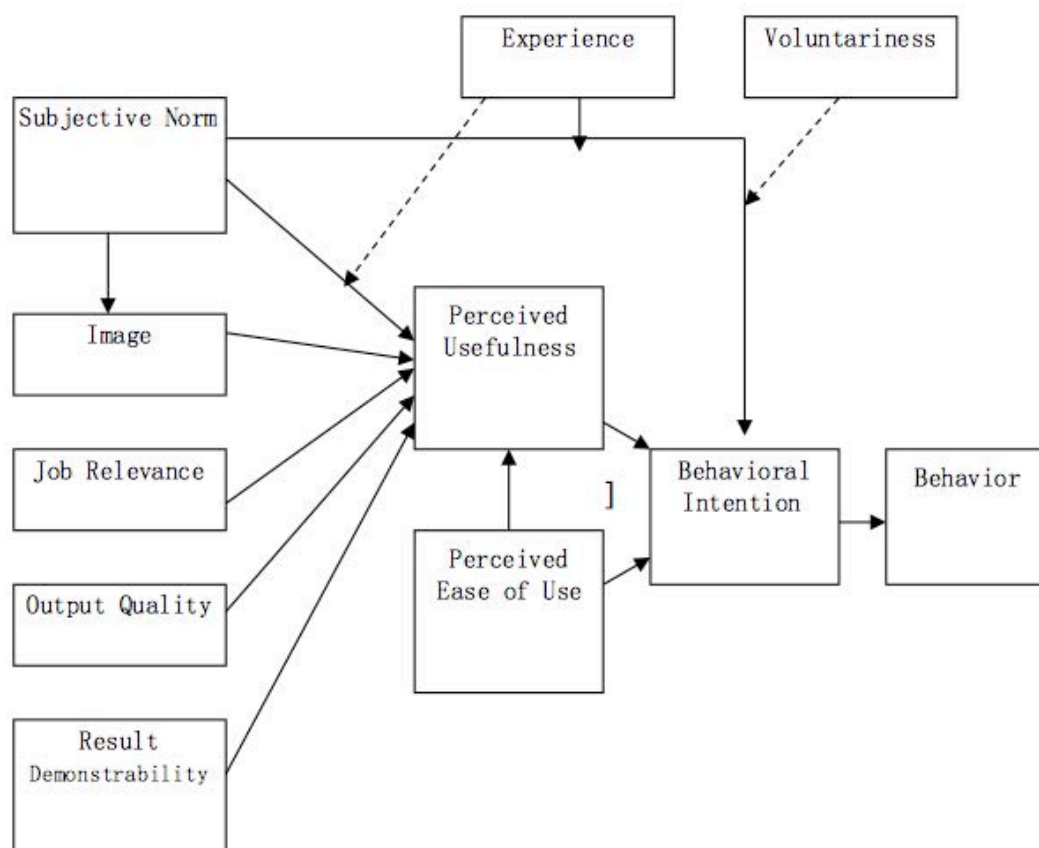 Experience
Voluntariness
Subjective Norm
Image
Perceived
Usefulness
Job Relevance
Behavioral
Intention
Behavior
]
Perceived
Ease of Use
Output Quality
Result
Demonstrability